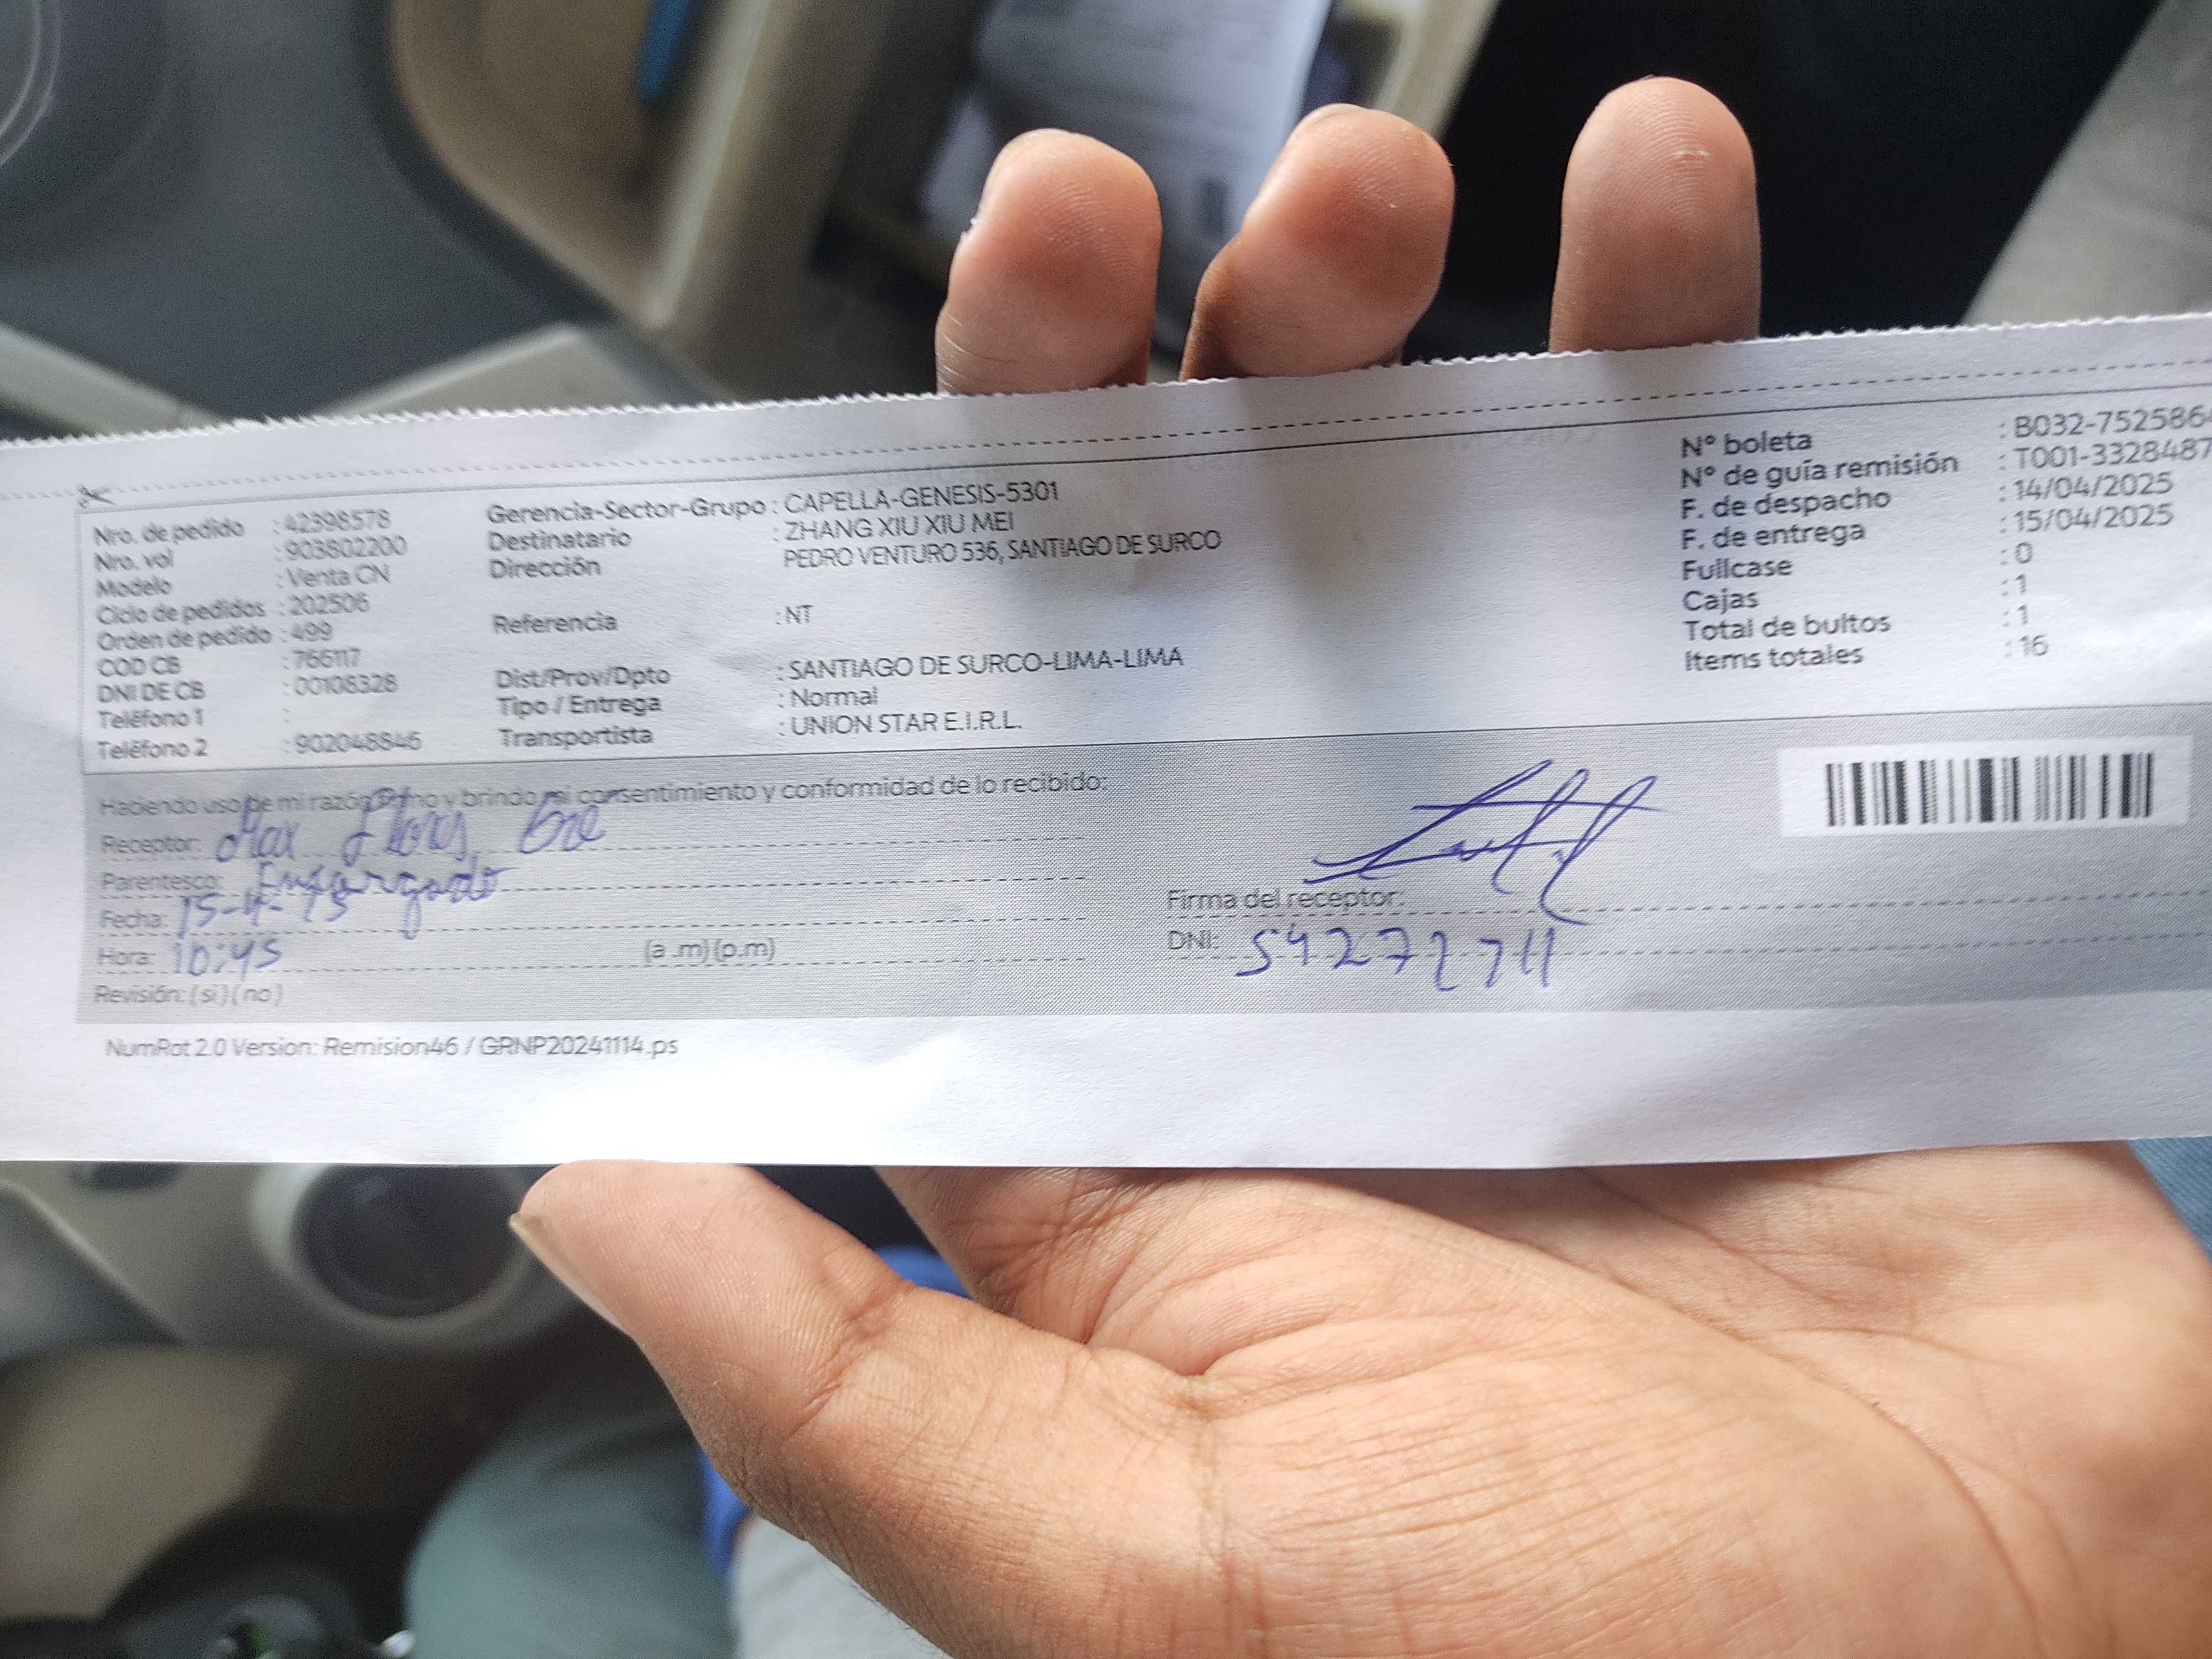 Nro. de pedido : 42398578
Nro. vol : 903802200
Modelo : Venta CN
Ciclo de pedidos : 202506
Orden de pedido : 499
COD CB : 766117
DNI DE CB : 00108328
Teléfono 1 :
Teléfono 2 : 902048846
Gerencia-Sector-Grupo : CAPELLA-GENESIS-5301
Destinatario : ZHANG XIU XIU MEI
Dirección PEDRO VENTURO 536, SANTIAGO DE SURCO
Referencia : NT
Dist/Prov/Dpto : SANTIAGO DE SURCO-LIMA-LIMA
Tipo / Entrega : Normal
Transportista : UNION STAR E.I.R.L.
Nº boleta : B032-752586
Nº de guía remisión : T001-3328487
F. de despacho : 14/04/2025
F. de entrega : 15/04/2025
Fullcase : 0
Cajas : 1
Total de bultos : 1
Items totales : 16
Haciendo uso de mi razón mo y brindo mi consentimiento y conformidad de lo recibido:
Receptor: Max Flores
Parentesco: Encargado
Fecha: 15-4-
Hora: 10:45 (a .m) (p.m)
Revisión: ( si ) ( no )
Firma del receptor:
DNI:
NumRot 2.0 Version: Remision46 / GRNP20241114.ps